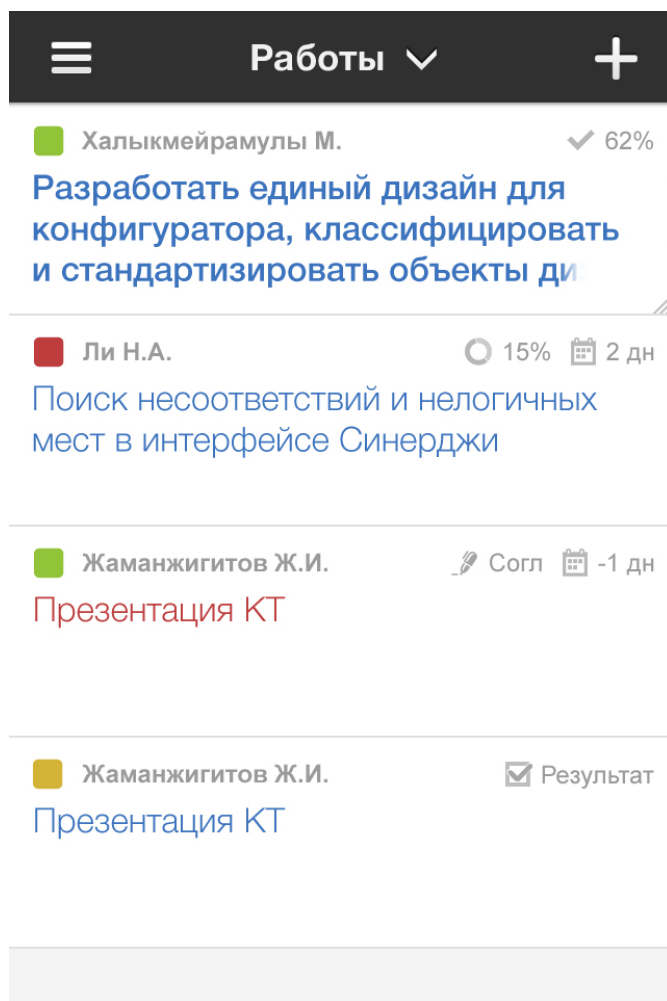 Работы
Халыкмейрамулы М. 62%
Разработать единый дизайн для
конфигуратора, классифицировать
и стандартизировать объекты
Ли Н.А. 15% 2 дн
Поиск несоответствий и нелогичных
мест в интерфейсе Синерджи
Жаманжигитов Ж.И. Согл -1 дн
Презентация КТ
Жаманжигитов Ж.И. Результат
Презентация КТ